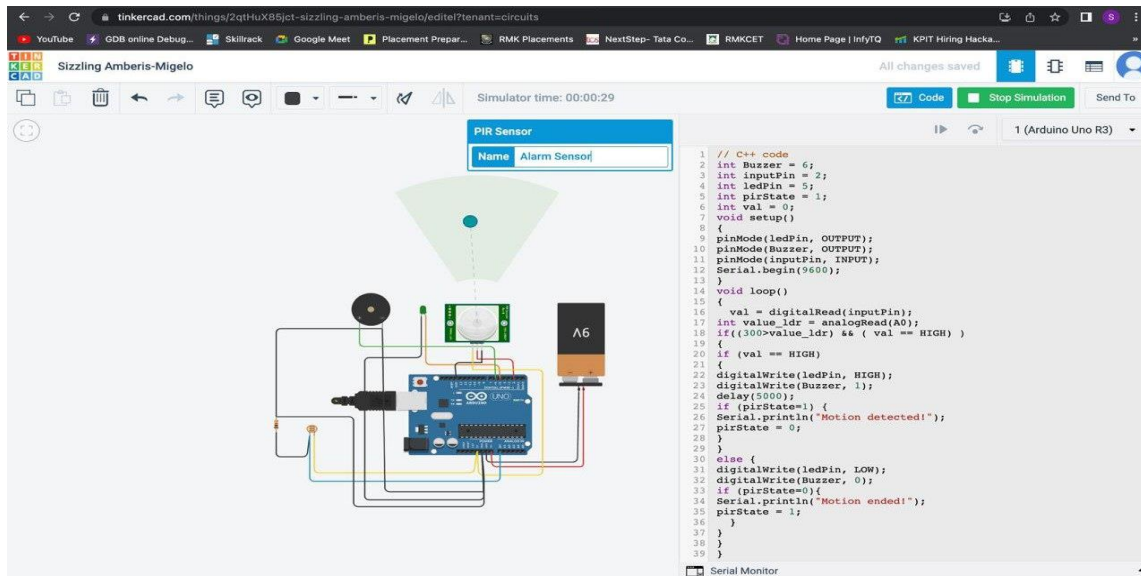 tinkercad.com/things/2qtHuX85jct-sizzling-amberis-migelo/editel?tenant=circuits
YouTube GDB online Debug... Skillrack Google Meet Placement Prepar... RMK Placements NextStep- Tata Co... RMKCET Home Page | InfyTQ KPIT Hiring Hacka...
TIN
KER
CAD
Sizzling Amberis-Migelo
All changes saved
Simulator time: 00:00:29
Code
Stop Simulation
Send To
PIR Sensor
Name Alarm Sensor
1 (Arduino Uno R3)
1 // C++ code
2 int Buzzer = 6;
3 int inputPin = 2;
4 int ledPin = 5;
5 int pirState = 1;
6 int val = 0;
7 void setup()
8 {
9 pinMode(ledPin, OUTPUT);
10 pinMode(Buzzer, OUTPUT);
11 pinMode(inputPin, INPUT);
12 Serial.begin(9600);
13 }
14 void loop()
15 {
16 val = digitalRead(inputPin);
17 int value_ldr = analogRead(A0);
18 if((300>value_ldr) && ( val == HIGH) )
19 {
20 if (val == HIGH)
21 {
22 digitalWrite(ledPin, HIGH);
23 digitalWrite(Buzzer, 1);
24 delay(5000);
25 if (pirState=1) {
26 Serial.println("Motion detected!");
27 pirState = 0;
28 }
29 }
30 else {
31 digitalWrite(ledPin, LOW);
32 digitalWrite(Buzzer, 0);
33 if (pirState=0){
34 Serial.println("Motion ended!");
35 pirState = 1;
36 }
37 }
38 }
39 }
Serial Monitor
9V
UNO
ARDUINO